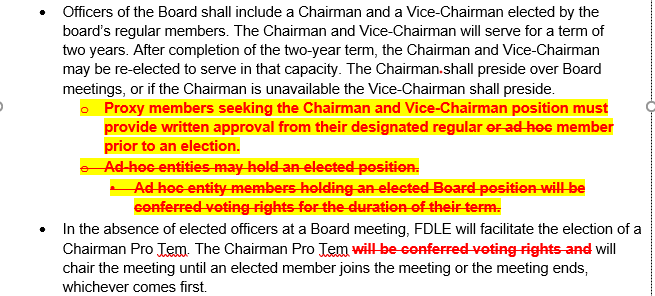 • Officers of the Board shall include a Chairman and a Vice-Chairman elected by the
board's regular members. The Chairman and Vice-Chairman will serve for a term of
two years. After completion of the two-year term, the Chairman and Vice-Chairman
may be re-elected to serve in that capacity. The Chairman shall preside over Board
meetings, or if the Chairman is unavailable the Vice-Chairman shall preside.
o Proxy members seeking the Chairman and Vice-Chairman position must
provide written approval from their designated regular or ad hoc member
prior to an election.
o Ad-hoc entities may hold an elected position.
▪ Ad hoc entity members holding an elected Board position will be
conferred voting rights for the duration of their term.
• In the absence of elected officers at a Board meeting, FDLE will facilitate the election of a
Chairman Pro Tem. The Chairman Pro Tem will be conferred voting rights and will
chair the meeting until an elected member joins the meeting or the meeting ends,
whichever comes first.